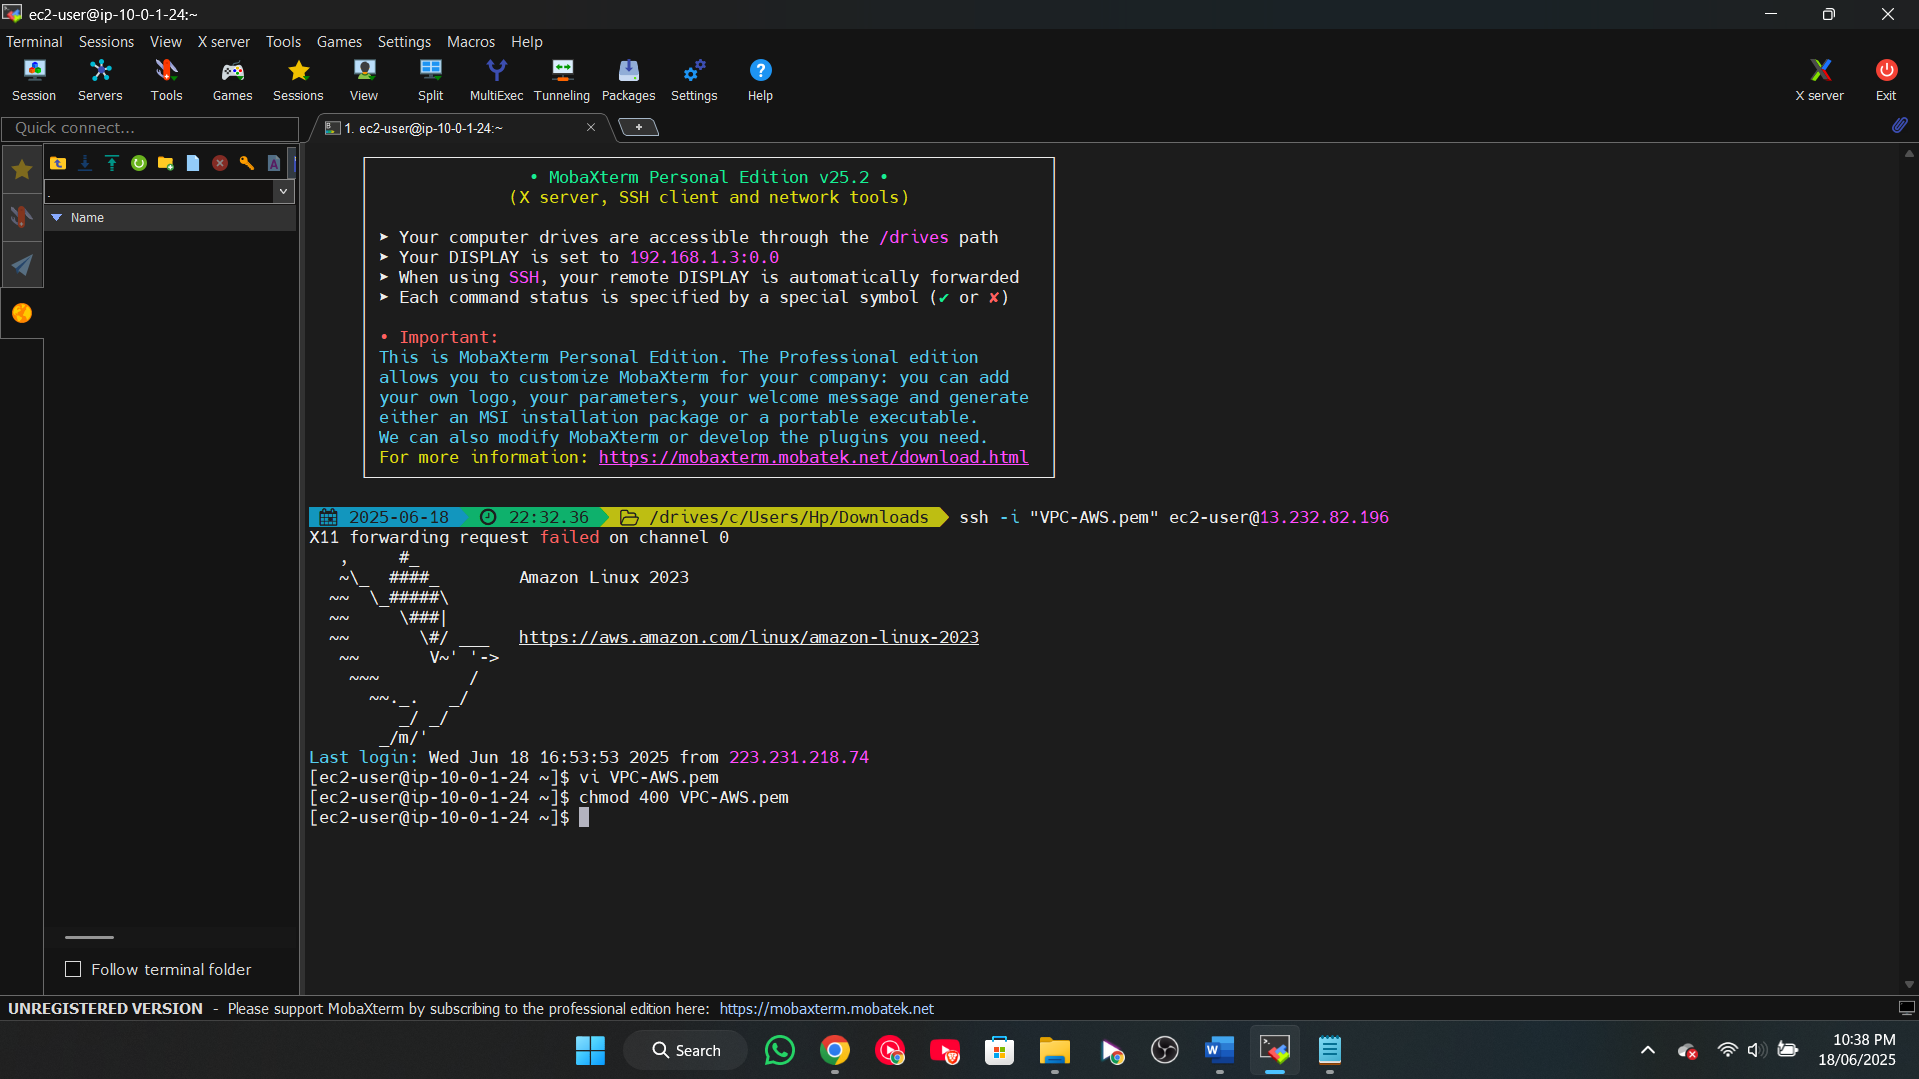 ec2-user@ip-10-0-1-24:~
Terminal Sessions View X server Tools Games Settings Macros Help
Session Servers Tools Games Sessions View Split MultiExec Tunneling Packages Settings Help X server Exit
Quick connect...
1. ec2-user@ip-10-0-1-24:~
.
Name
• MobaXterm Personal Edition v25.2 •
(X server, SSH client and network tools)
➤ Your computer drives are accessible through the /drives path
➤ Your DISPLAY is set to 192.168.1.3:0.0
➤ When using SSH, your remote DISPLAY is automatically forwarded
➤ Each command status is specified by a special symbol (✔ or ✘)
• Important:
This is MobaXterm Personal Edition. The Professional edition
allows you to customize MobaXterm for your company: you can add
your own logo, your parameters, your welcome message and generate
either an MSI installation package or a portable executable.
We can also modify MobaXterm or develop the plugins you need.
For more information: https://mobaxterm.mobatek.net/download.html
2025-06-18 22:32.36 /drives/c/Users/Hp/Downloads ssh -i "VPC-AWS.pem" ec2-user@13.232.82.196
X11 forwarding request failed on channel 0
   ,     #_
   ~\_  ####_        Amazon Linux 2023
  ~~  \_#####\
  ~~     \###|
  ~~       \#/ ___   https://aws.amazon.com/linux/amazon-linux-2023
   ~~       V~' '->
    ~~~         /
      ~~._.   _/
         _/ _/
       _/m/'
Last login: Wed Jun 18 16:53:53 2025 from 223.231.218.74
[ec2-user@ip-10-0-1-24 ~]$ vi VPC-AWS.pem
[ec2-user@ip-10-0-1-24 ~]$ chmod 400 VPC-AWS.pem
[ec2-user@ip-10-0-1-24 ~]$
Follow terminal folder
UNREGISTERED VERSION - Please support MobaXterm by subscribing to the professional edition here: https://mobaxterm.mobatek.net
Search
10:38 PM
18/06/2025